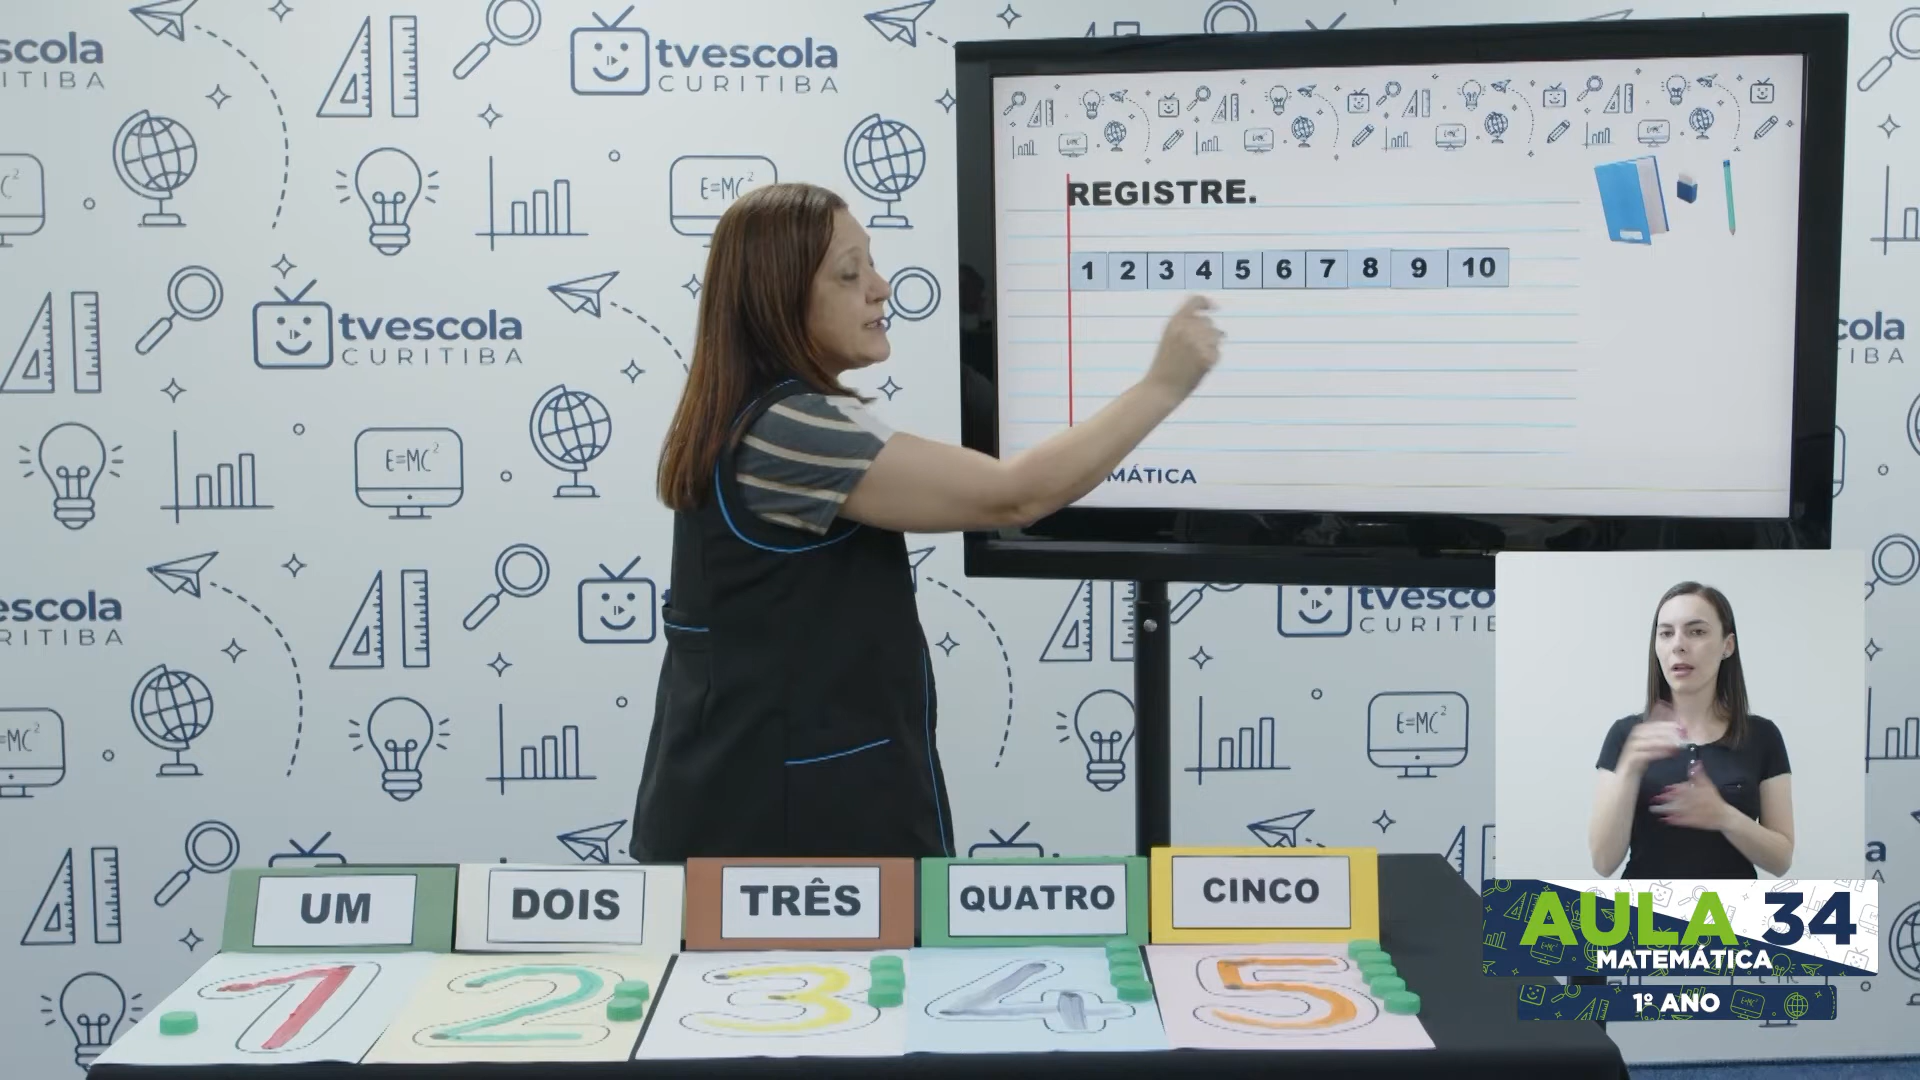 tvescola
CURITIBA
E=MC²
REGISTRE.
1 2 3 4 5 6 7 8 9 10
MÁTICA
tvescola
CURITIBA
E=MC²
UM
DOIS
TRÊS
QUATRO
CINCO
1
2
3
4
5
AULA 34
MATEMÁTICA
1º ANO